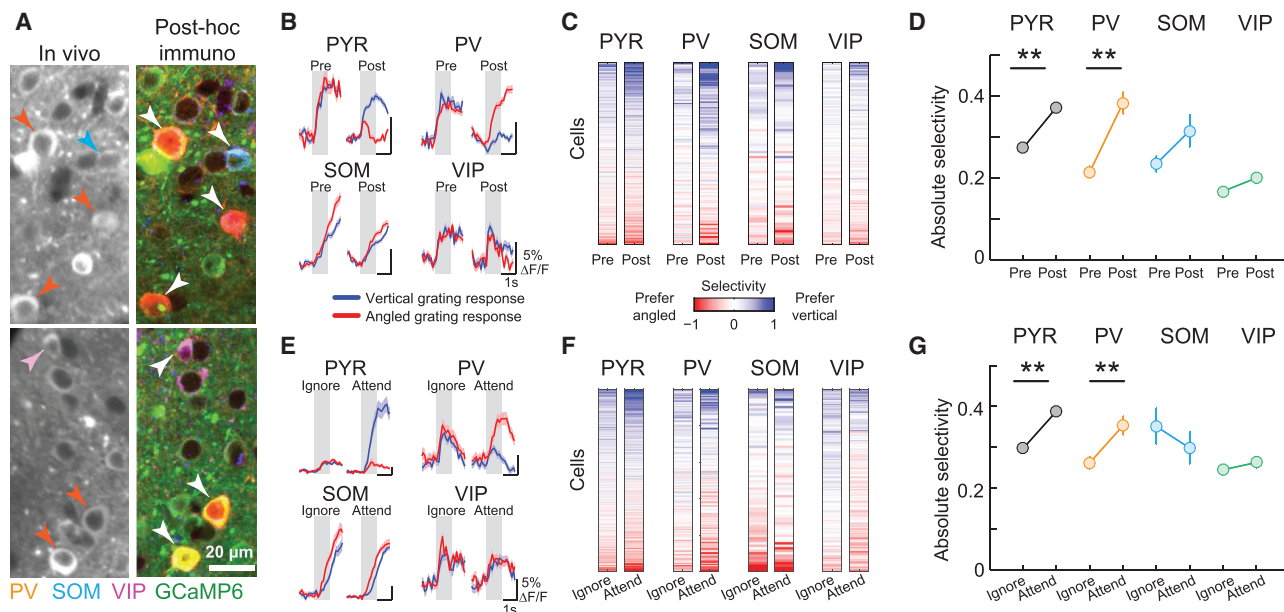 A
In vivo
Post-hoc
immuno
20 µm
PV SOM VIP GCaMP6
B
PYR
PV
Pre
Post
Pre
Post
SOM
VIP
Pre
Post
Pre
Post
5%
ΔF/F
1s
Vertical grating response
Angled grating response
C
PYR
PV
SOM
VIP
Cells
Pre Post
Pre Post
Pre Post
Pre Post
Selectivity
Prefer
angled
Prefer
vertical
−1
0
1
D
PYR
PV
SOM
VIP
**
**
Absolute selectivity
0.4
0.2
0
Pre Post
Pre Post
Pre Post
Pre Post
E
PYR
PV
Ignore
Attend
Ignore
Attend
SOM
VIP
Ignore
Attend
Ignore
Attend
5%
ΔF/F
1s
F
PYR
PV
SOM
VIP
Cells
Ignore Attend
Ignore Attend
Ignore Attend
Ignore Attend
G
PYR
PV
SOM
VIP
**
**
Absolute selectivity
0.4
0.2
0
Ignore Attend
Ignore Attend
Ignore Attend
Ignore Attend